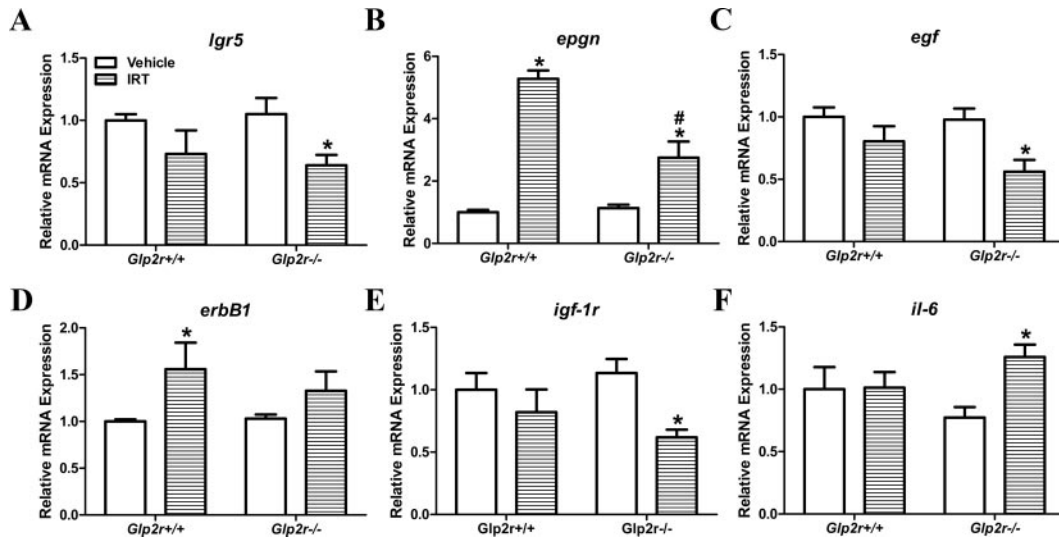 A
lgr5
Relative mRNA Expression
1.5
1.0
0.5
0.0
Vehicle
IRT
*
Glp2r+/+
Glp2r-/-
B
epgn
Relative mRNA Expression
6
4
2
0
*
#
*
Glp2r+/+
Glp2r-/-
C
egf
Relative mRNA Expression
1.5
1.0
0.5
0.0
*
Glp2r+/+
Glp2r-/-
D
erbB1
Relative mRNA Expression
2.0
1.5
1.0
0.5
0.0
*
Glp2r+/+
Glp2r-/-
E
igf-1r
Relative mRNA Expression
1.5
1.0
0.5
0.0
*
Glp2r+/+
Glp2r-/-
F
il-6
Relative mRNA Expression
1.5
1.0
0.5
0.0
*
Glp2r+/+
Glp2r-/-